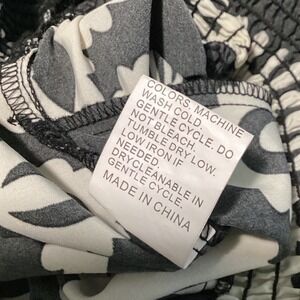 COLORS: MACHINE
WASH COLD
GENTLE CYCLE. DO
NOT BLEACH,
TUMBLE DRY LOW.
LOW IRON IF
NEEDED
GRYCLEANABLE IN
GENTLE CYCLE.
MADE IN CHINA